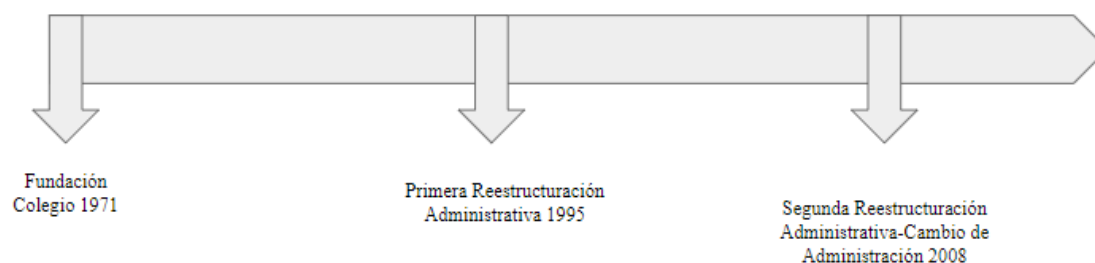 Fundación
Colegio 1971
Primera Reestructuración
Administrativa 1995
Segunda Reestructuración
Administrativa-Cambio de
Administración 2008